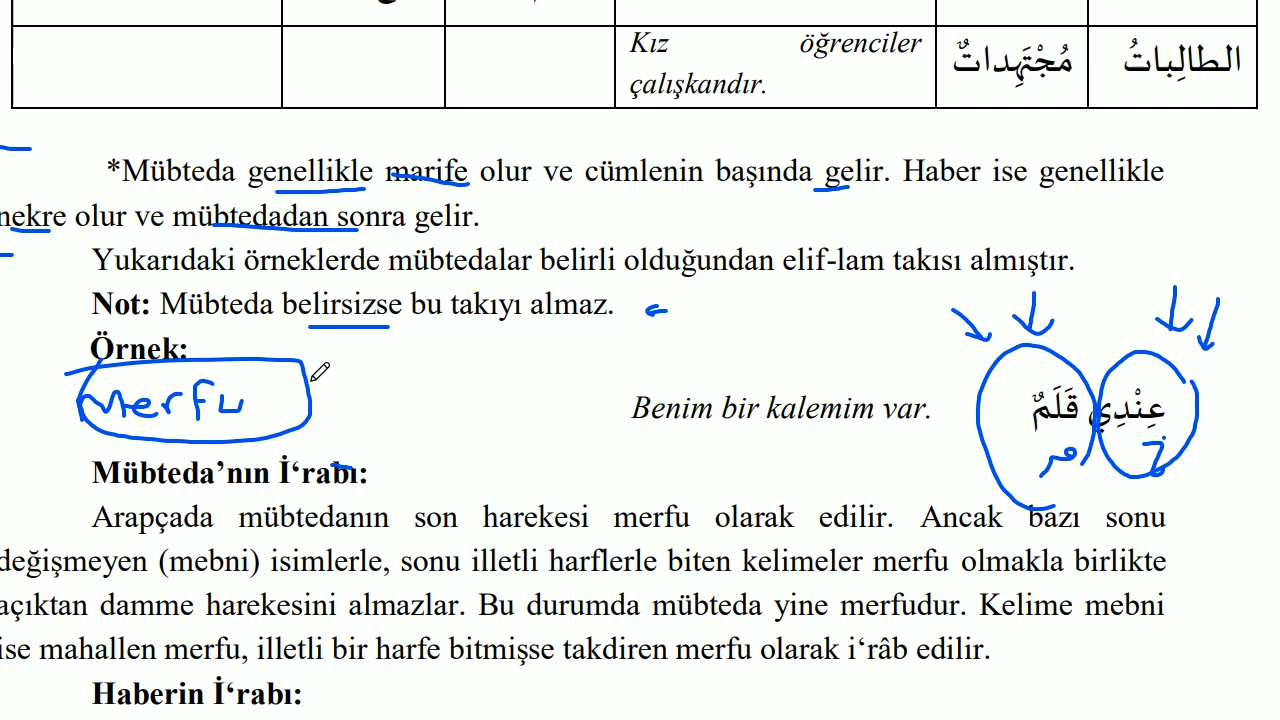 Kız öğrenciler مُجْتَهِداتٌ الطالِباتُ
çalışkandır.
*Mübteda genellikle marife olur ve cümlenin başında gelir. Haber ise genellikle
nekre olur ve mübtedadan sonra gelir.
Yukarıdaki örneklerde mübtedalar belirli olduğundan elif-lam takısı almıştır.
Not: Mübteda belirsizse bu takıyı almaz.
Örnek:
Merfu
Benim bir kalemim var. عِنْدِي قَلَمٌ
Mübteda’nın İ‘rabı:
Arapçada mübtedanın son harekesi merfu olarak edilir. Ancak bazı sonu
değişmeyen (mebni) isimlerle, sonu illetli harflerle biten kelimeler merfu olmakla birlikte
açıktan damme harekesini almazlar. Bu durumda mübteda yine merfudur. Kelime mebni
ise mahallen merfu, illetli bir harfe bitmişse takdiren merfu olarak i‘râb edilir.
Haberin İ‘rabı: